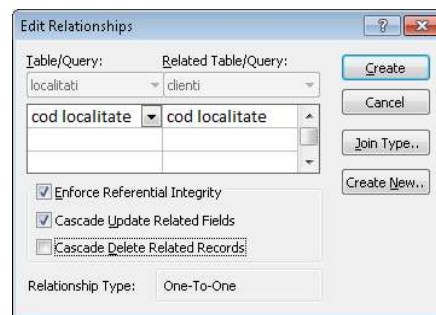 Edit Relationships
Table/Query: Related Table/Query:
localitati clienti
cod localitate cod localitate
Enforce Referential Integrity
Cascade Update Related Fields
Cascade Delete Related Records
Relationship Type: One-To-One
Create
Cancel
Join Type..
Create New..